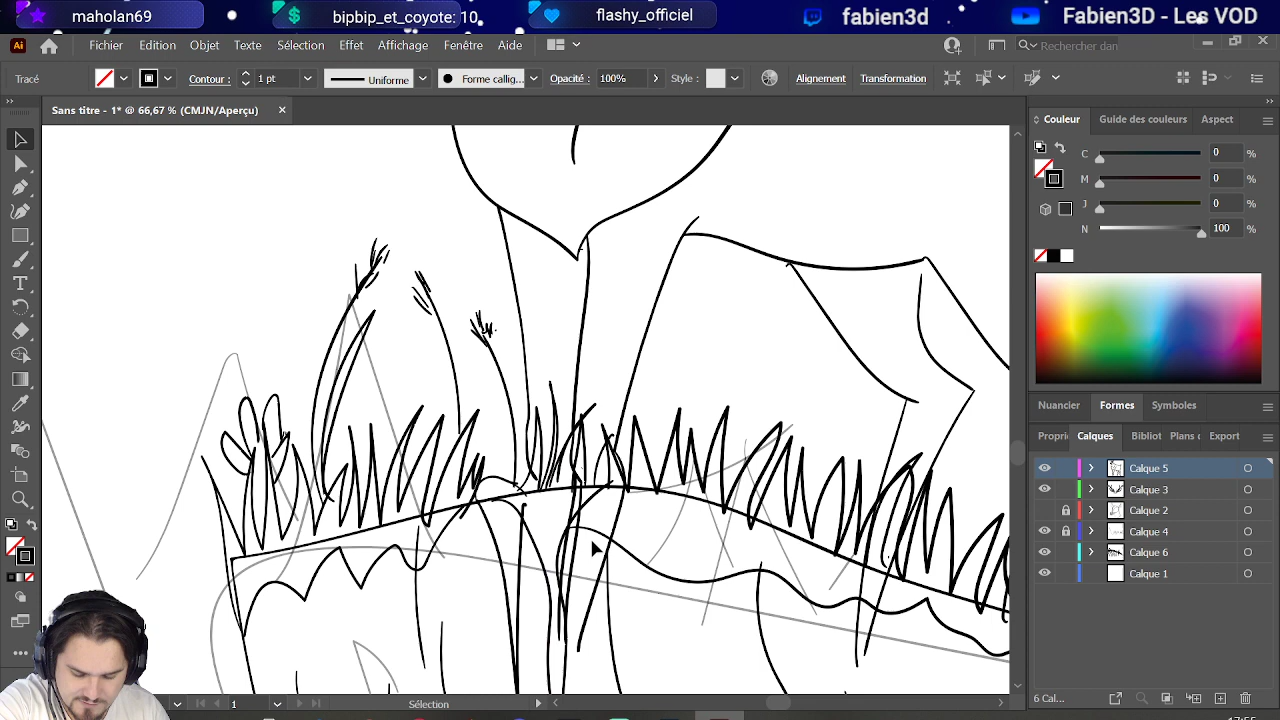 maholan69
bipbip_et_coyote: 10
flashy_officiel
fabien3d
Fabien3D - Les VOD
Ai
Fichier Edition Objet Texte Sélection Effet Affichage Fenêtre Aide
Rechercher dan
Tracé
Contour : 1 pt
Uniforme
Forme callig...
Opacité : 100%
Style :
Alignement
Transformation
Sans titre - 1* @ 66,67 % (CMJN/Aperçu)
Couleur Guide des couleurs Aspect
C 0 %
M 0 %
J 0 %
N 100 %
Nuancier Formes Symboles
Propri Calques Bibliot Plans d Export
Calque 5
Calque 3
Calque 2
Calque 4
Calque 6
Calque 1
6 Cal...
1
Sélection